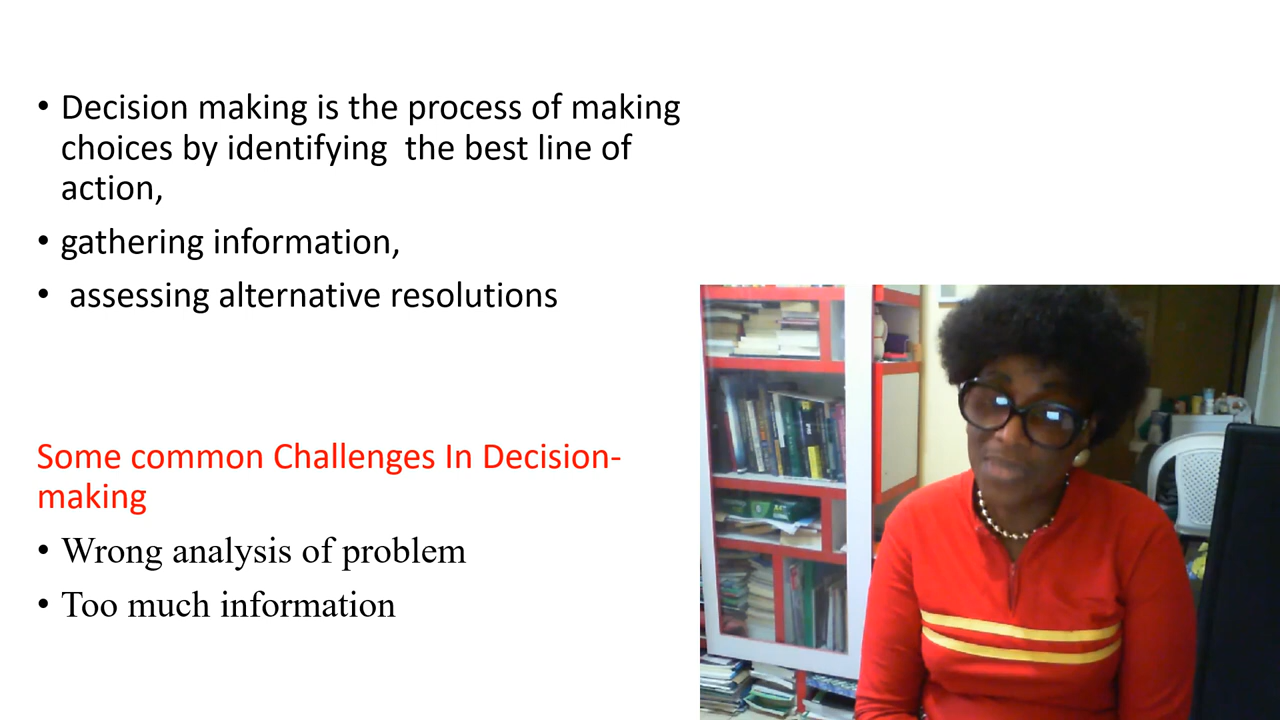 • Decision making is the process of making
choices by identifying  the best line of
action,
• gathering information,
•  assessing alternative resolutions
Some common Challenges In Decision-
making
• Wrong analysis of problem
• Too much information